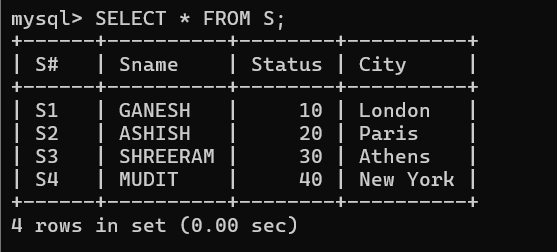 mysql> SELECT * FROM S;
+------+----------+--------+----------+
| S#   | Sname    | Status | City     |
+------+----------+--------+----------+
| S1   | GANESH   |     10 | London   |
| S2   | ASHISH   |     20 | Paris    |
| S3   | SHREERAM |     30 | Athens   |
| S4   | MUDIT    |     40 | New York |
+------+----------+--------+----------+
4 rows in set (0.00 sec)